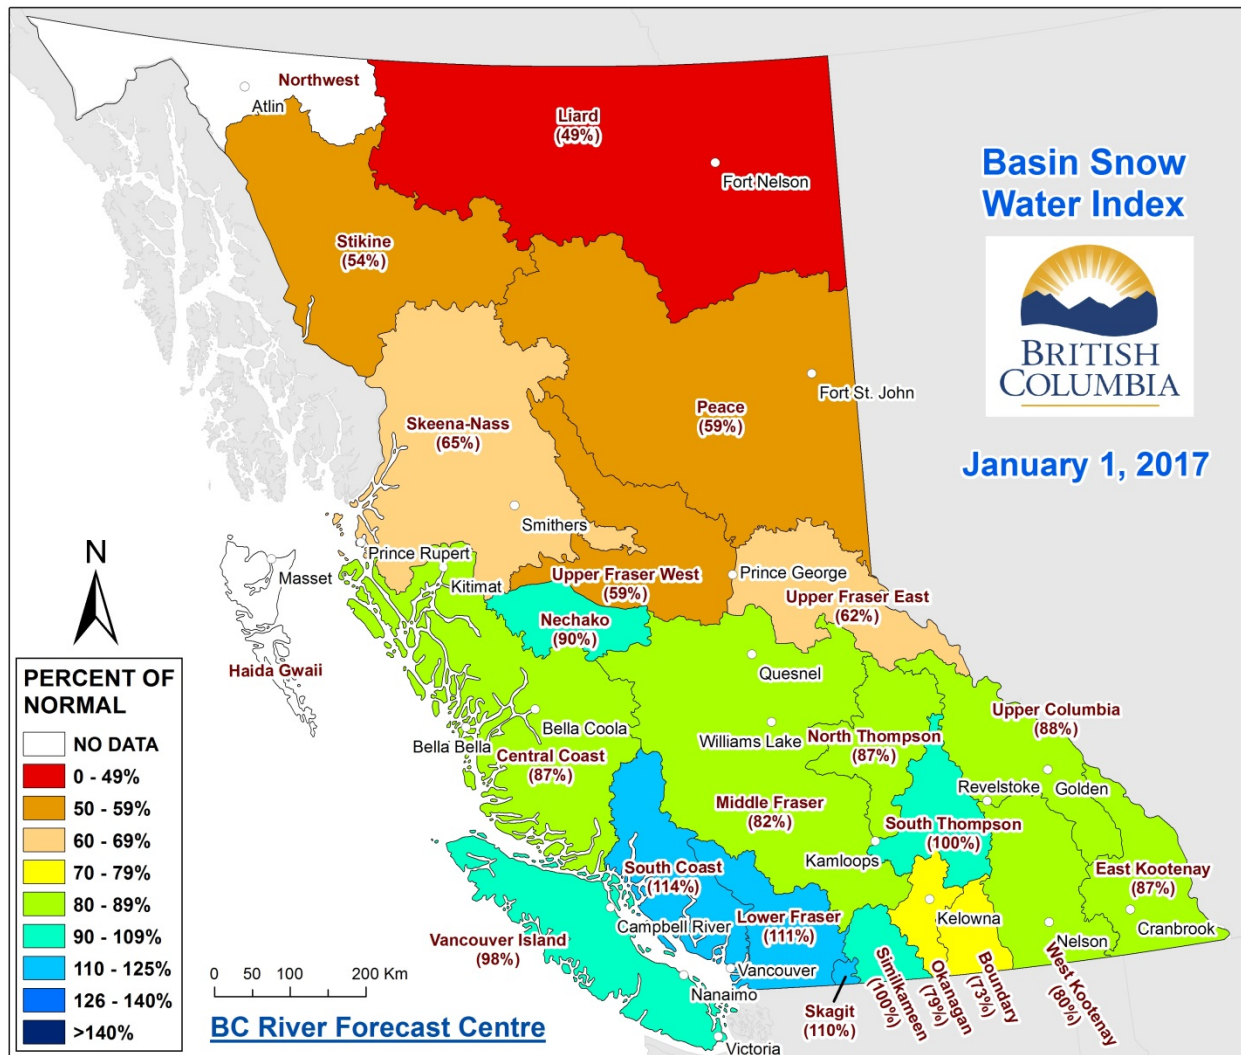 Northwest
Atlin
Liard
(49%)
Fort Nelson
Basin Snow
Water Index
BRITISH
COLUMBIA
January 1, 2017
Stikine
(54%)
Fort St. John
Peace
(59%)
Skeena-Nass
(65%)
Smithers
N
Prince Rupert
Masset
Kitimat
Upper Fraser West
(59%)
Prince George
Upper Fraser East
(62%)
Nechako
(90%)
Haida Gwaii
Quesnel
Bella Coola
Bella Bella
Williams Lake
North Thompson
(87%)
Upper Columbia
(88%)
Central Coast
(87%)
Revelstoke
Golden
Middle Fraser
(82%)
South Thompson
(100%)
Kamloops
South Coast
(114%)
East Kootenay
(87%)
Kelowna
Cranbrook
Campbell River
Lower Fraser
(111%)
Nelson
Vancouver Island
(98%)
Vancouver
Nanaimo
Skagit
(110%)
Similkameen
(100%)
Okanagan
(79%)
Boundary
(73%)
West Kootenay
(80%)
Victoria
PERCENT OF
NORMAL
NO DATA
0 - 49%
50 - 59%
60 - 69%
70 - 79%
80 - 89%
90 - 109%
110 - 125%
126 - 140%
>140%
0 50 100 200 Km
BC River Forecast Centre